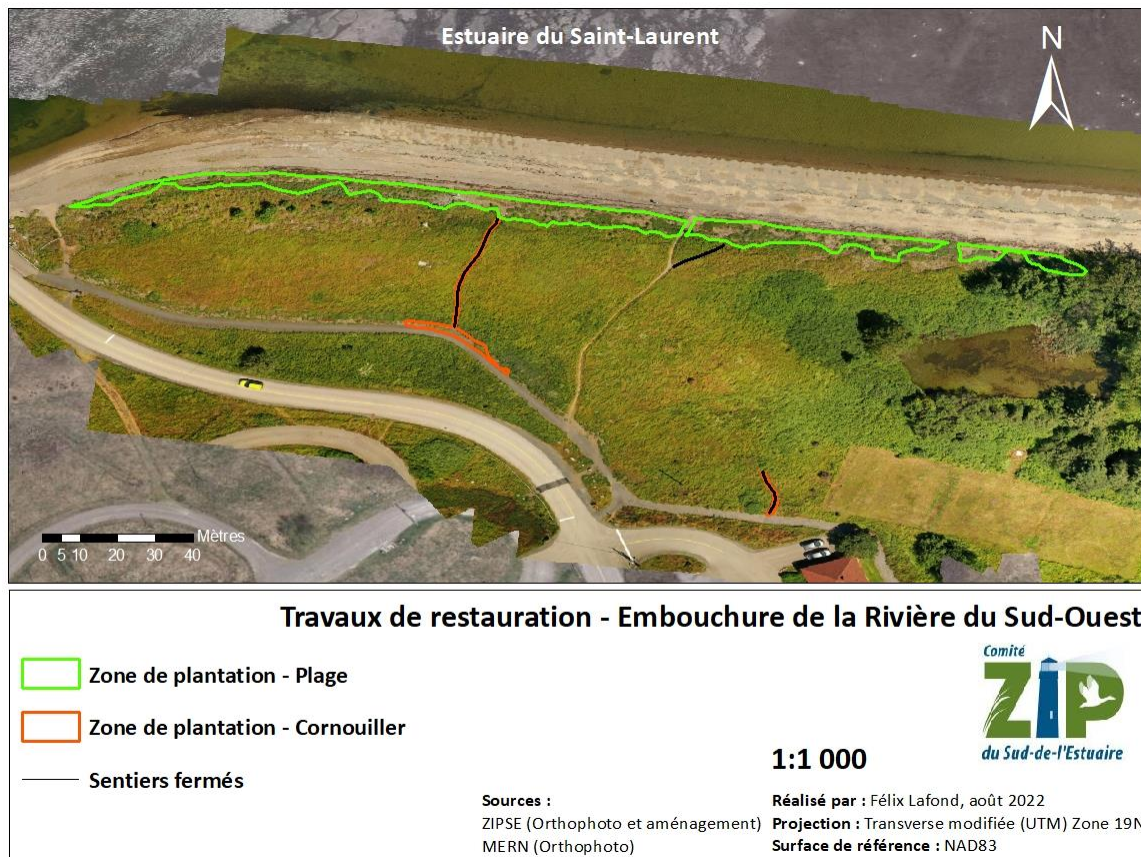 Estuaire du Saint-Laurent
N
Mètres
0 5 10 20 30 40
Travaux de restauration - Embouchure de la Rivière du Sud-Ouest
Zone de plantation - Plage
Zone de plantation - Cornouiller
Sentiers fermés
Comité
ZIP
du Sud-de-l'Estuaire
1:1 000
Sources :
ZIPSE (Orthophoto et aménagement)
MERN (Orthophoto)
Réalisé par : Félix Lafond, août 2022
Projection : Transverse modifiée (UTM) Zone 19N
Surface de référence : NAD83